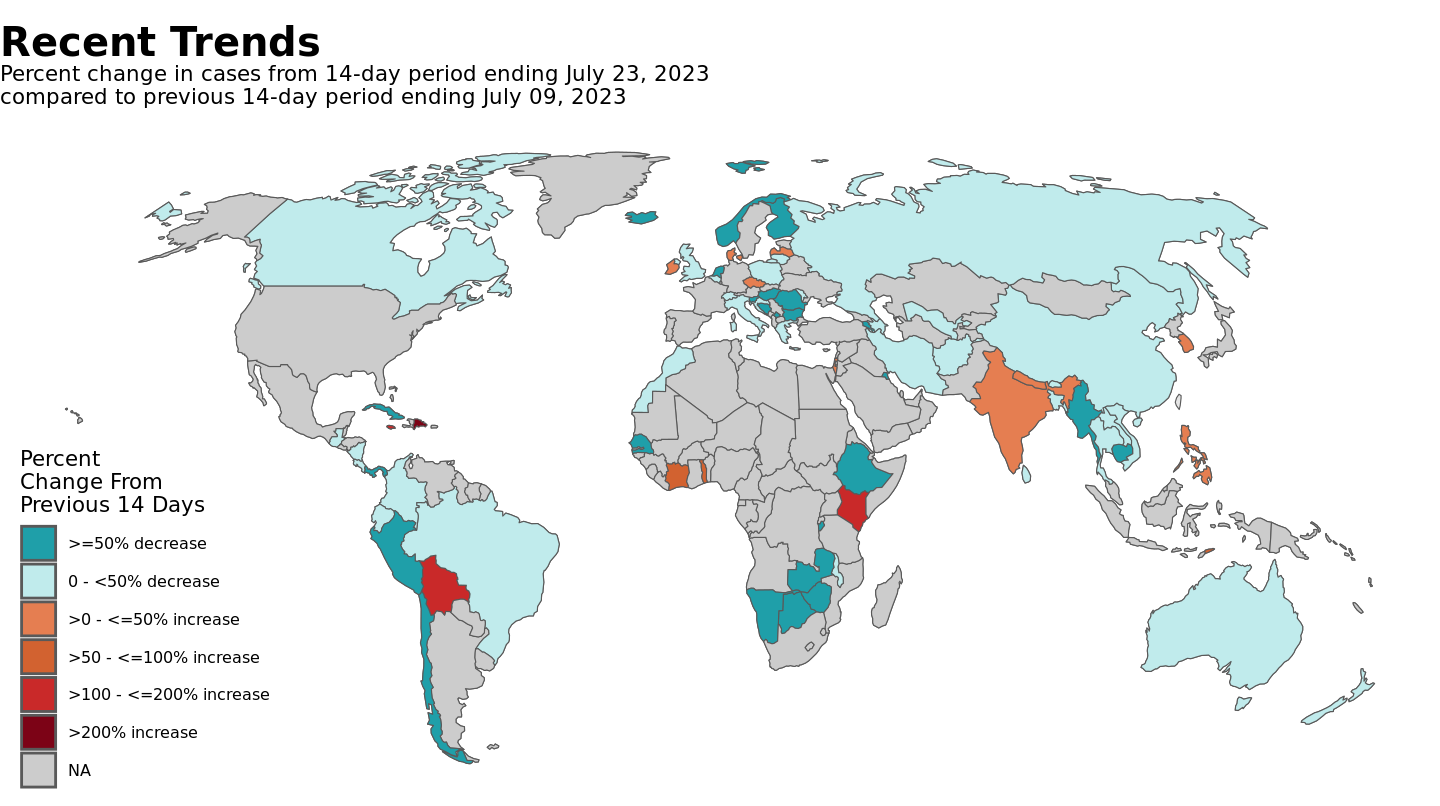 Recent Trends
Percent change in cases from 14-day period ending July 23, 2023
compared to previous 14-day period ending July 09, 2023
Percent
Change From
Previous 14 Days
>=50% decrease
0 - <50% decrease
>0 - <=50% increase
>50 - <=100% increase
>100 - <=200% increase
>200% increase
NA